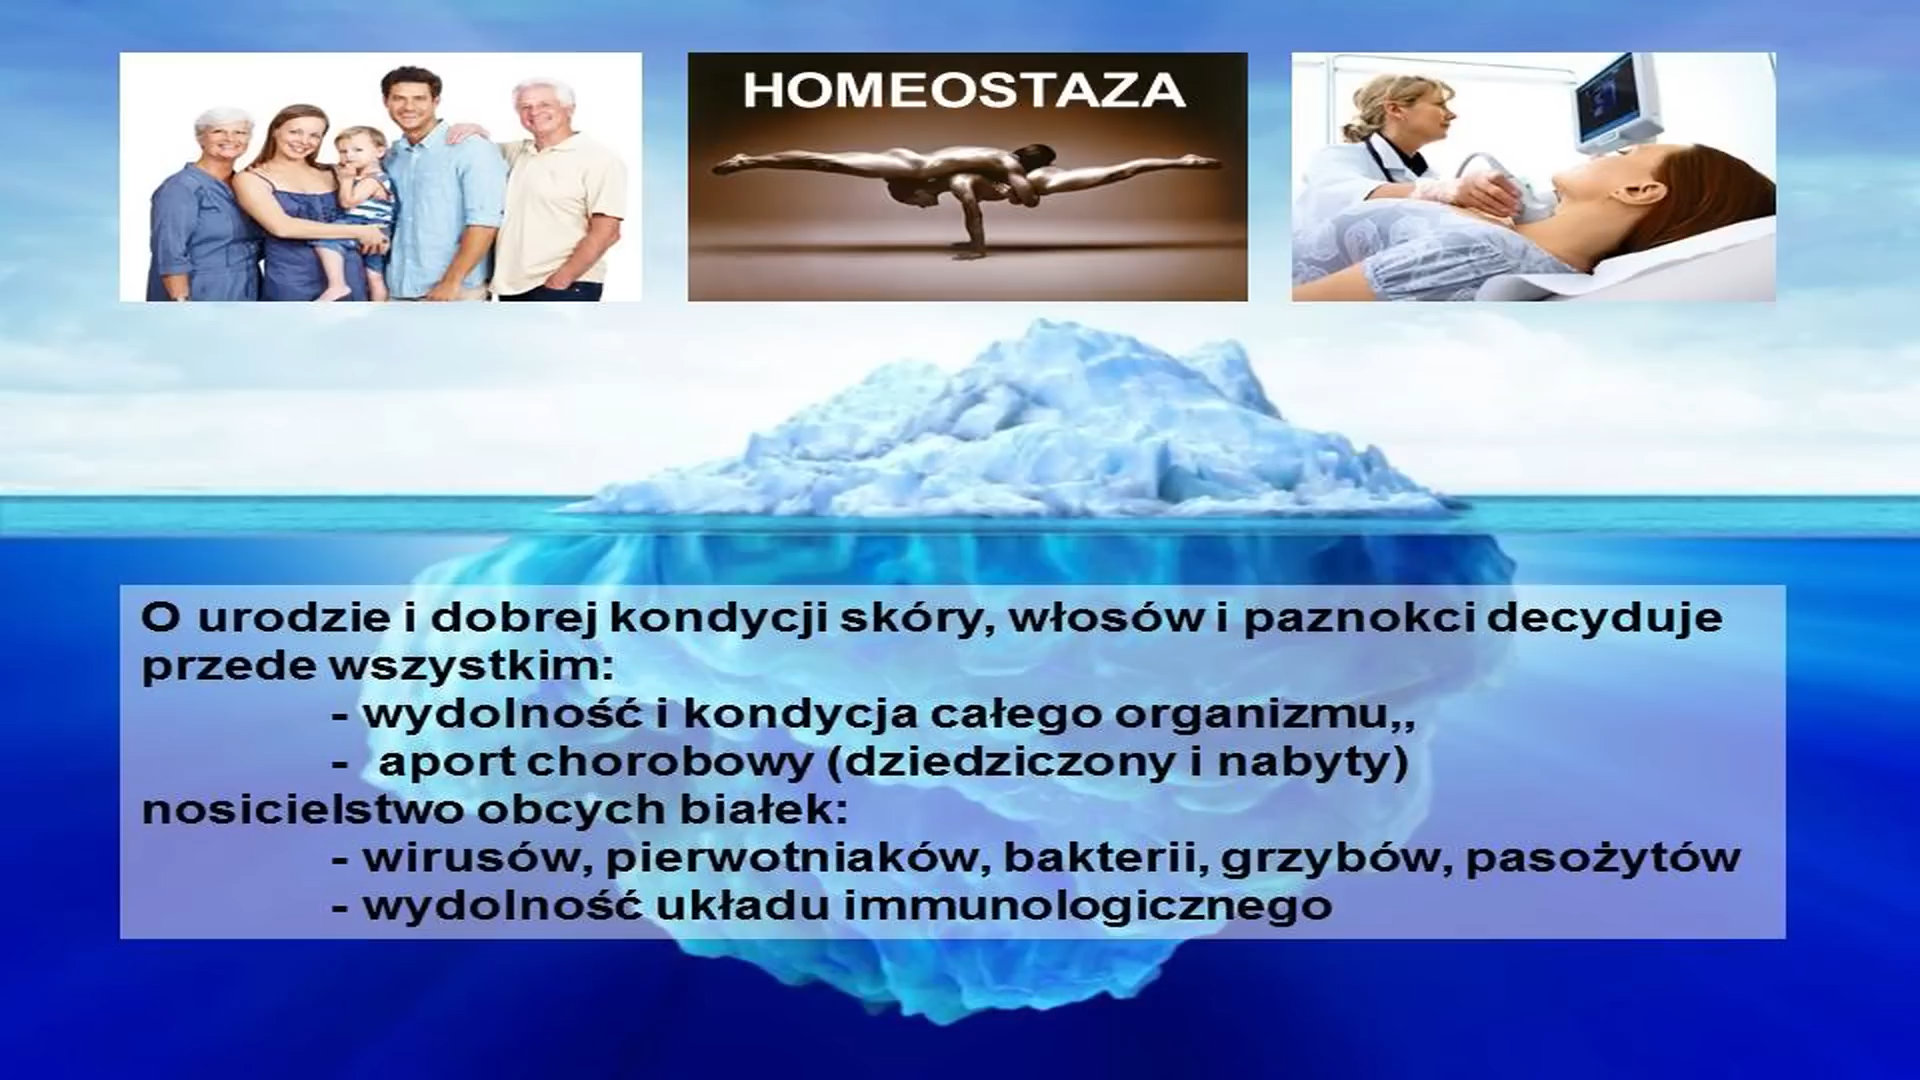 HOMEOSTAZA
O urodzie i dobrej kondycji skóry, włosów i paznokci decyduje
przede wszystkim:
- wydolność i kondycja całego organizmu,,
- aport chorobowy (dziedziczony i nabyty)
nosicielstwo obcych białek:
- wirusów, pierwotniaków, bakterii, grzybów, pasożytów
- wydolność układu immunologicznego